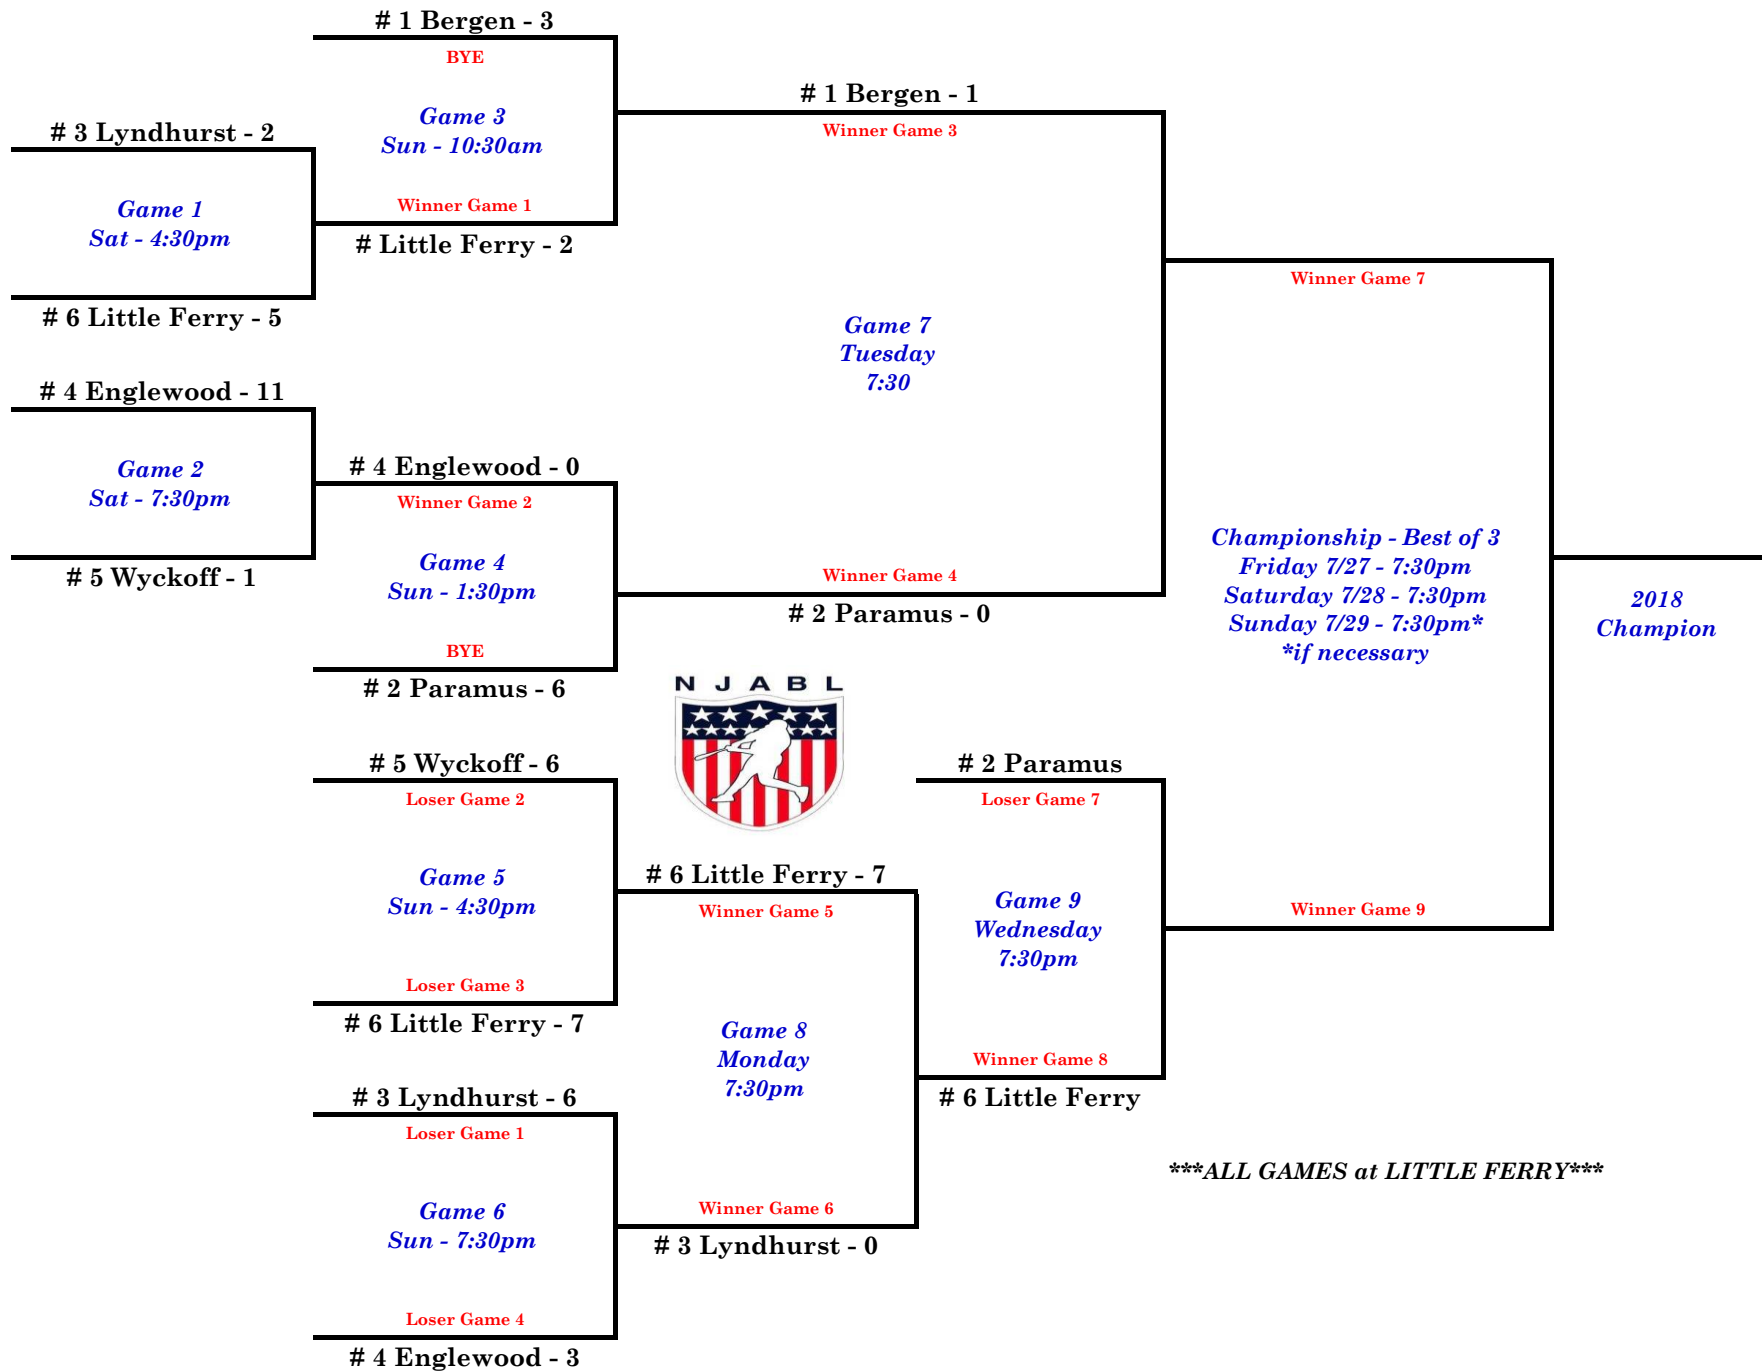 # 1 Bergen - 3
BYE
Game 3
Sun - 10:30am
Winner Game 1
# Little Ferry - 2
# 3 Lyndhurst - 2
Game 1
Sat - 4:30pm
# 6 Little Ferry - 5
# 1 Bergen - 1
Winner Game 3
Game 7
Tuesday
7:30
Winner Game 4
# 2 Paramus - 0
# 4 Englewood - 11
Game 2
Sat - 7:30pm
# 5 Wyckoff - 1
# 4 Englewood - 0
Winner Game 2
Game 4
Sun - 1:30pm
BYE
# 2 Paramus - 6
Winner Game 7
Championship - Best of 3
Friday 7/27 - 7:30pm
Saturday 7/28 - 7:30pm
Sunday 7/29 - 7:30pm*
*if necessary
Winner Game 9
2018
Champion
N J A B L
# 5 Wyckoff - 6
Loser Game 2
Game 5
Sun - 4:30pm
Loser Game 3
# 6 Little Ferry - 7
# 6 Little Ferry - 7
Winner Game 5
Game 8
Monday
7:30pm
Winner Game 6
# 3 Lyndhurst - 0
# 2 Paramus
Loser Game 7
Game 9
Wednesday
7:30pm
Winner Game 8
# 6 Little Ferry
# 3 Lyndhurst - 6
Loser Game 1
Game 6
Sun - 7:30pm
Loser Game 4
# 4 Englewood - 3
***ALL GAMES at LITTLE FERRY***